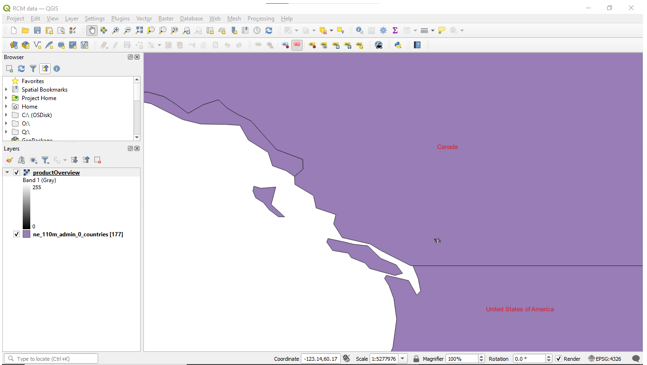 RCM data — QGIS
Project Edit View Layer Settings Plugins Vector Raster Database Web Mesh Processing Help
Browser
Favorites
Spatial Bookmarks
Project Home
Home
C:\ (OSDisk)
O:\
Q:\
GeoPackage
Layers
productOverview
Band 1 (Gray)
255
0
ne_110m_admin_0_countries [177]
Canada
United States of America
Type to locate (Ctrl+K)
Coordinate -123.14,60.17 Scale 1:5277976 Magnifier 100% Rotation 0.0 ° Render EPSG:4326